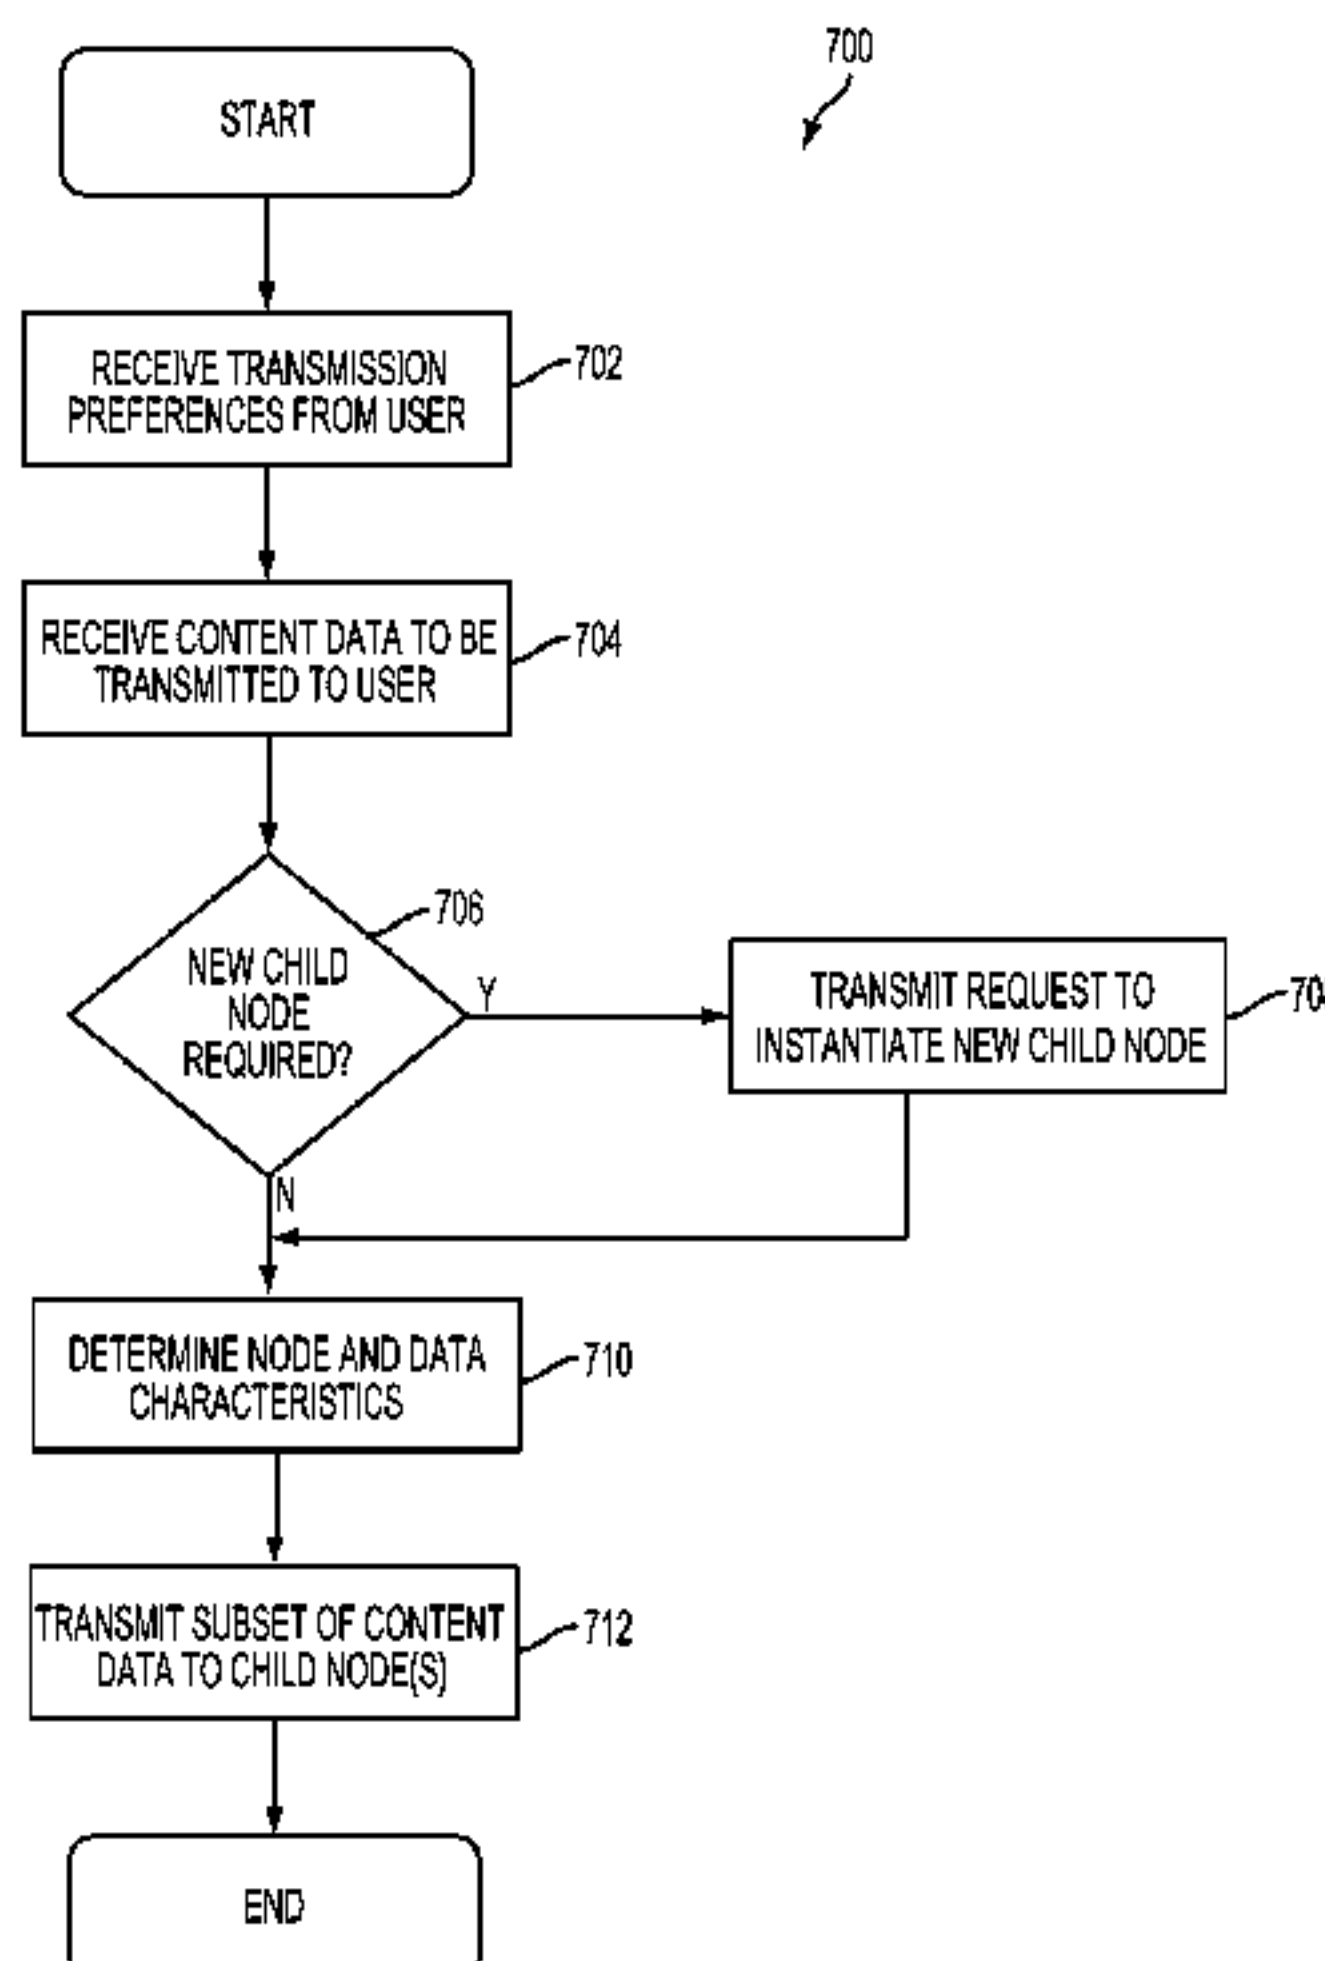 700
START
RECEIVE TRANSMISSION
PREFERENCES FROM USER
702
RECEIVE CONTENT DATA TO BE
TRANSMITTED TO USER
704
706
NEW CHILD
NODE
REQUIRED?
Y
TRANSMIT REQUEST TO
INSTANTIATE NEW CHILD NODE
N
DETERMINE NODE AND DATA
CHARACTERISTICS
710
TRANSMIT SUBSET OF CONTENT
DATA TO CHILD NODE(S)
712
END